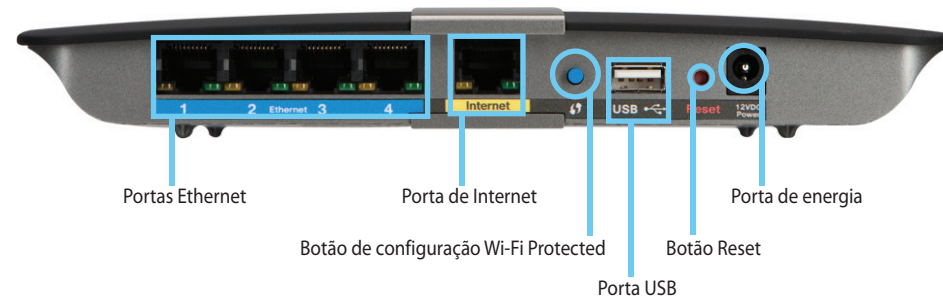 1 2 Ethernet 3 4
Internet
USB
Reset
12VDC
Power
Portas Ethernet
Porta de Internet
Porta de energia
Botão de configuração Wi-Fi Protected
Botão Reset
Porta USB